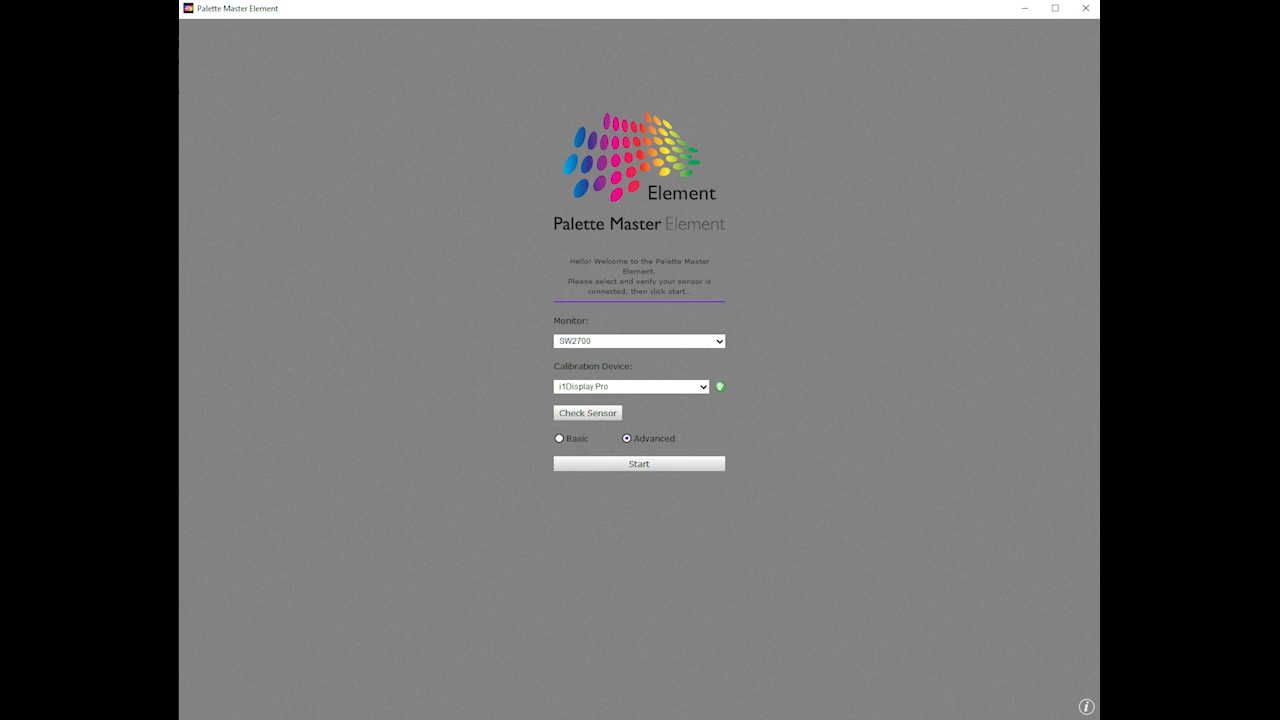 Palette Master Element
Element
Palette Master Element
Hello! Welcome to the Palette Master
Element.
Please select and verify your sensor is
connected, then click start...
Monitor:
SW2700
Calibration Device:
i1Display Pro
Check Sensor
Basic
Advanced
Start
i